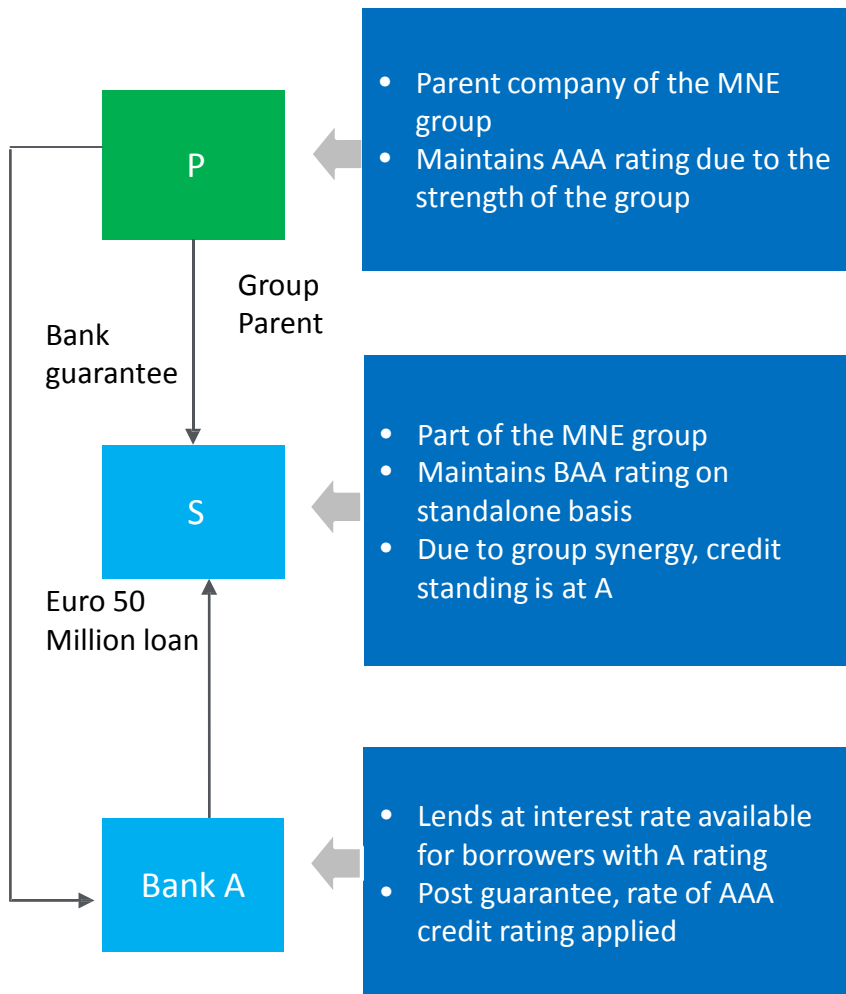 P
• Parent company of the MNE
group
• Maintains AAA rating due to the
strength of the group
Group
Parent
Bank
guarantee
S
• Part of the MNE group
• Maintains BAA rating on
standalone basis
• Due to group synergy, credit
standing is at A
Euro 50
Million loan
Bank A
• Lends at interest rate available
for borrowers with A rating
• Post guarantee, rate of AAA
credit rating applied